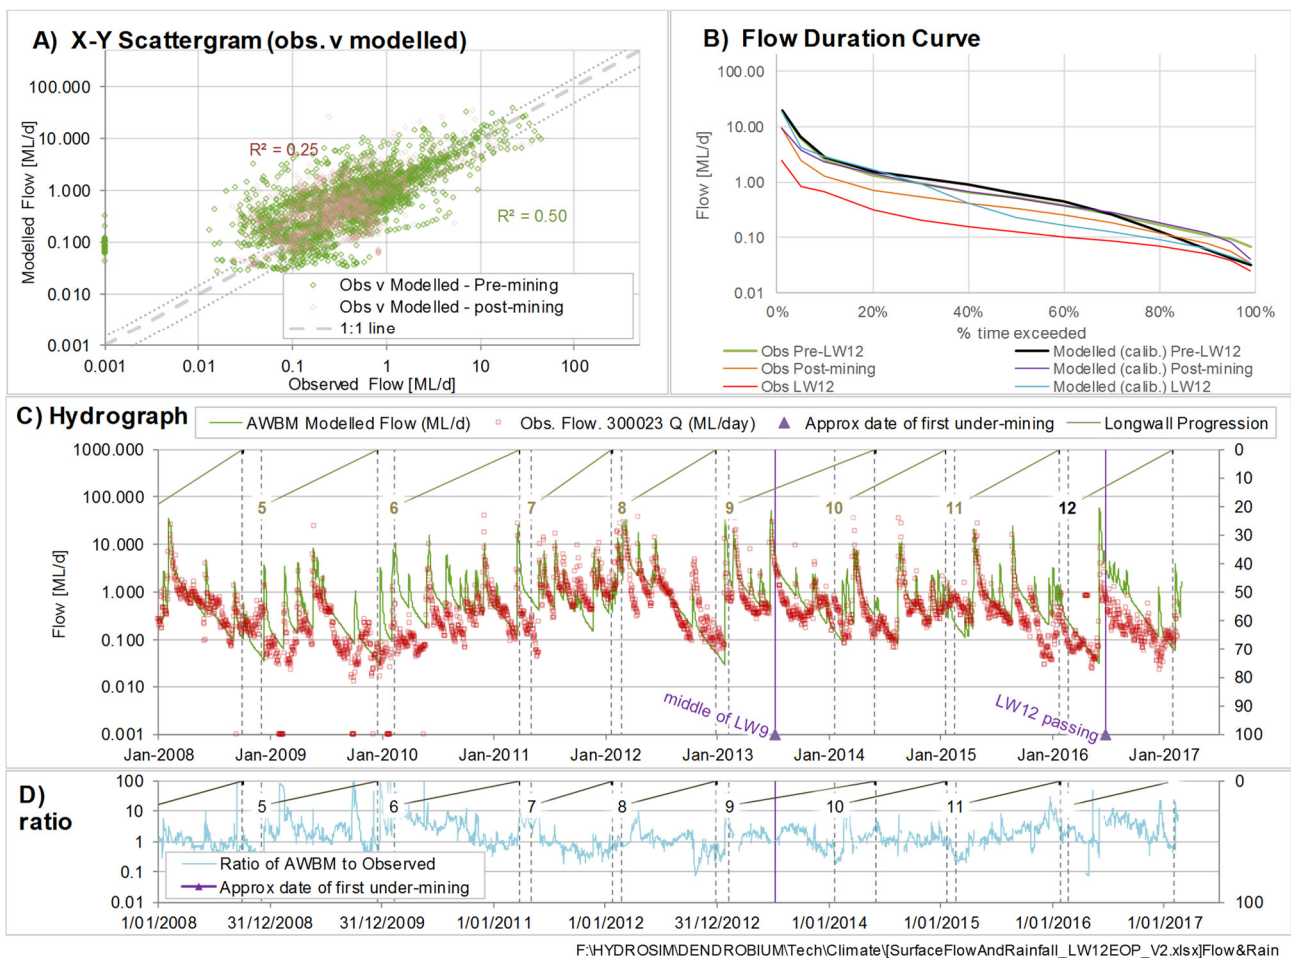 A) X-Y Scattergram (obs. v modelled)
100.000
10.000
1.000
0.100
0.010
0.001
Modelled Flow [ML/d]
R² = 0.25
R² = 0.50
Obs v Modelled - Pre-mining
Obs v Modelled - post-mining
1:1 line
0.001
0.01
0.1
1
10
100
Observed Flow [ML/d]
B) Flow Duration Curve
100.00
10.00
1.00
0.10
0.01
Flow [ML/d]
0%
20%
40%
60%
80%
100%
% time exceeded
Obs Pre-LW12
Modelled (calib.) Pre-LW12
Obs Post-mining
Modelled (calib.) Post-mining
Obs LW12
Modelled (calib.) LW12
C) Hydrograph
AWBM Modelled Flow (ML/d)
Obs. Flow. 300023 Q (ML/day)
Approx date of first under-mining
Longwall Progression
1000.000
100.000
10.000
1.000
0.100
0.010
0.001
Flow [ML/d]
5
6
7
8
9
10
11
12
middle of LW9
LW12 passing
0
10
20
30
40
50
60
70
80
90
100
Jan-2008
Jan-2009
Jan-2010
Jan-2011
Jan-2012
Jan-2013
Jan-2014
Jan-2015
Jan-2016
Jan-2017
D)
ratio
100
10
1
0.1
0.01
5
6
7
8
9
10
11
0
100
Ratio of AWBM to Observed
Approx date of first under-mining
1/01/2008
31/12/2008
31/12/2009
1/01/2011
1/01/2012
31/12/2012
1/01/2014
1/01/2015
1/01/2016
1/01/2017
F:\HYDROSIM\DENDROBIUM\Tech\Climate\[SurfaceFlowAndRainfall_LW12EOP_V2.xlsx]Flow&Rain